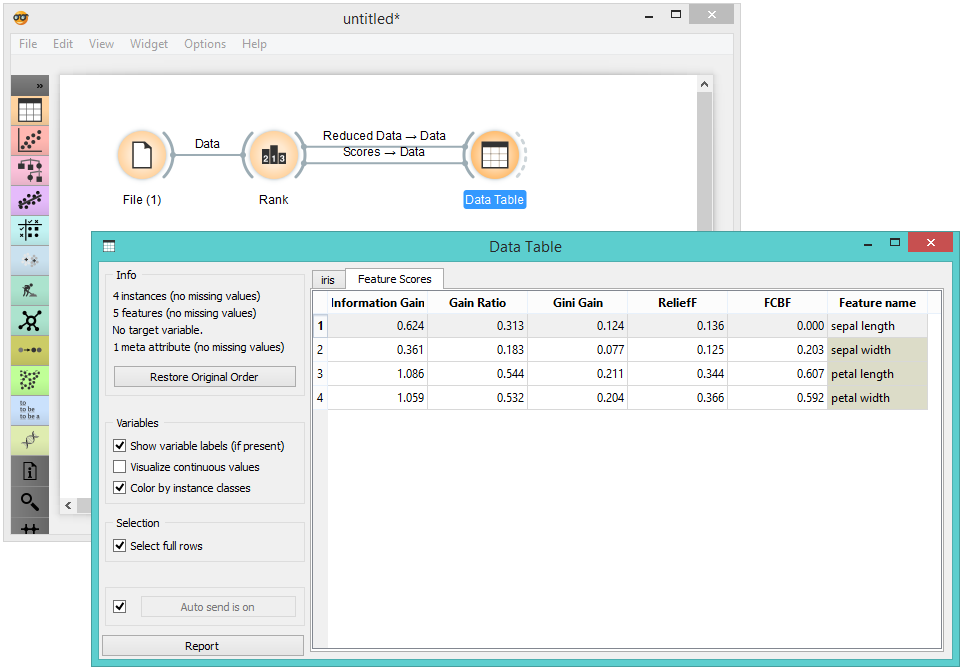 untitled*
File Edit View Widget Options Help
»
Data
Reduced Data → Data
Scores → Data
1 2 3
File (1)
Rank
Data Table
to
to be
to be a
Data Table
Info
4 instances (no missing values)
5 features (no missing values)
No target variable.
1 meta attribute (no missing values)
Restore Original Order
Variables
Show variable labels (if present)
Visualize continuous values
Color by instance classes
Selection
Select full rows
Auto send is on
Report
iris Feature Scores
Information Gain Gain Ratio Gini Gain ReliefF FCBF Feature name
1 0.624 0.313 0.124 0.136 0.000 sepal length
2 0.361 0.183 0.077 0.125 0.203 sepal width
3 1.086 0.544 0.211 0.344 0.607 petal length
4 1.059 0.532 0.204 0.366 0.592 petal width